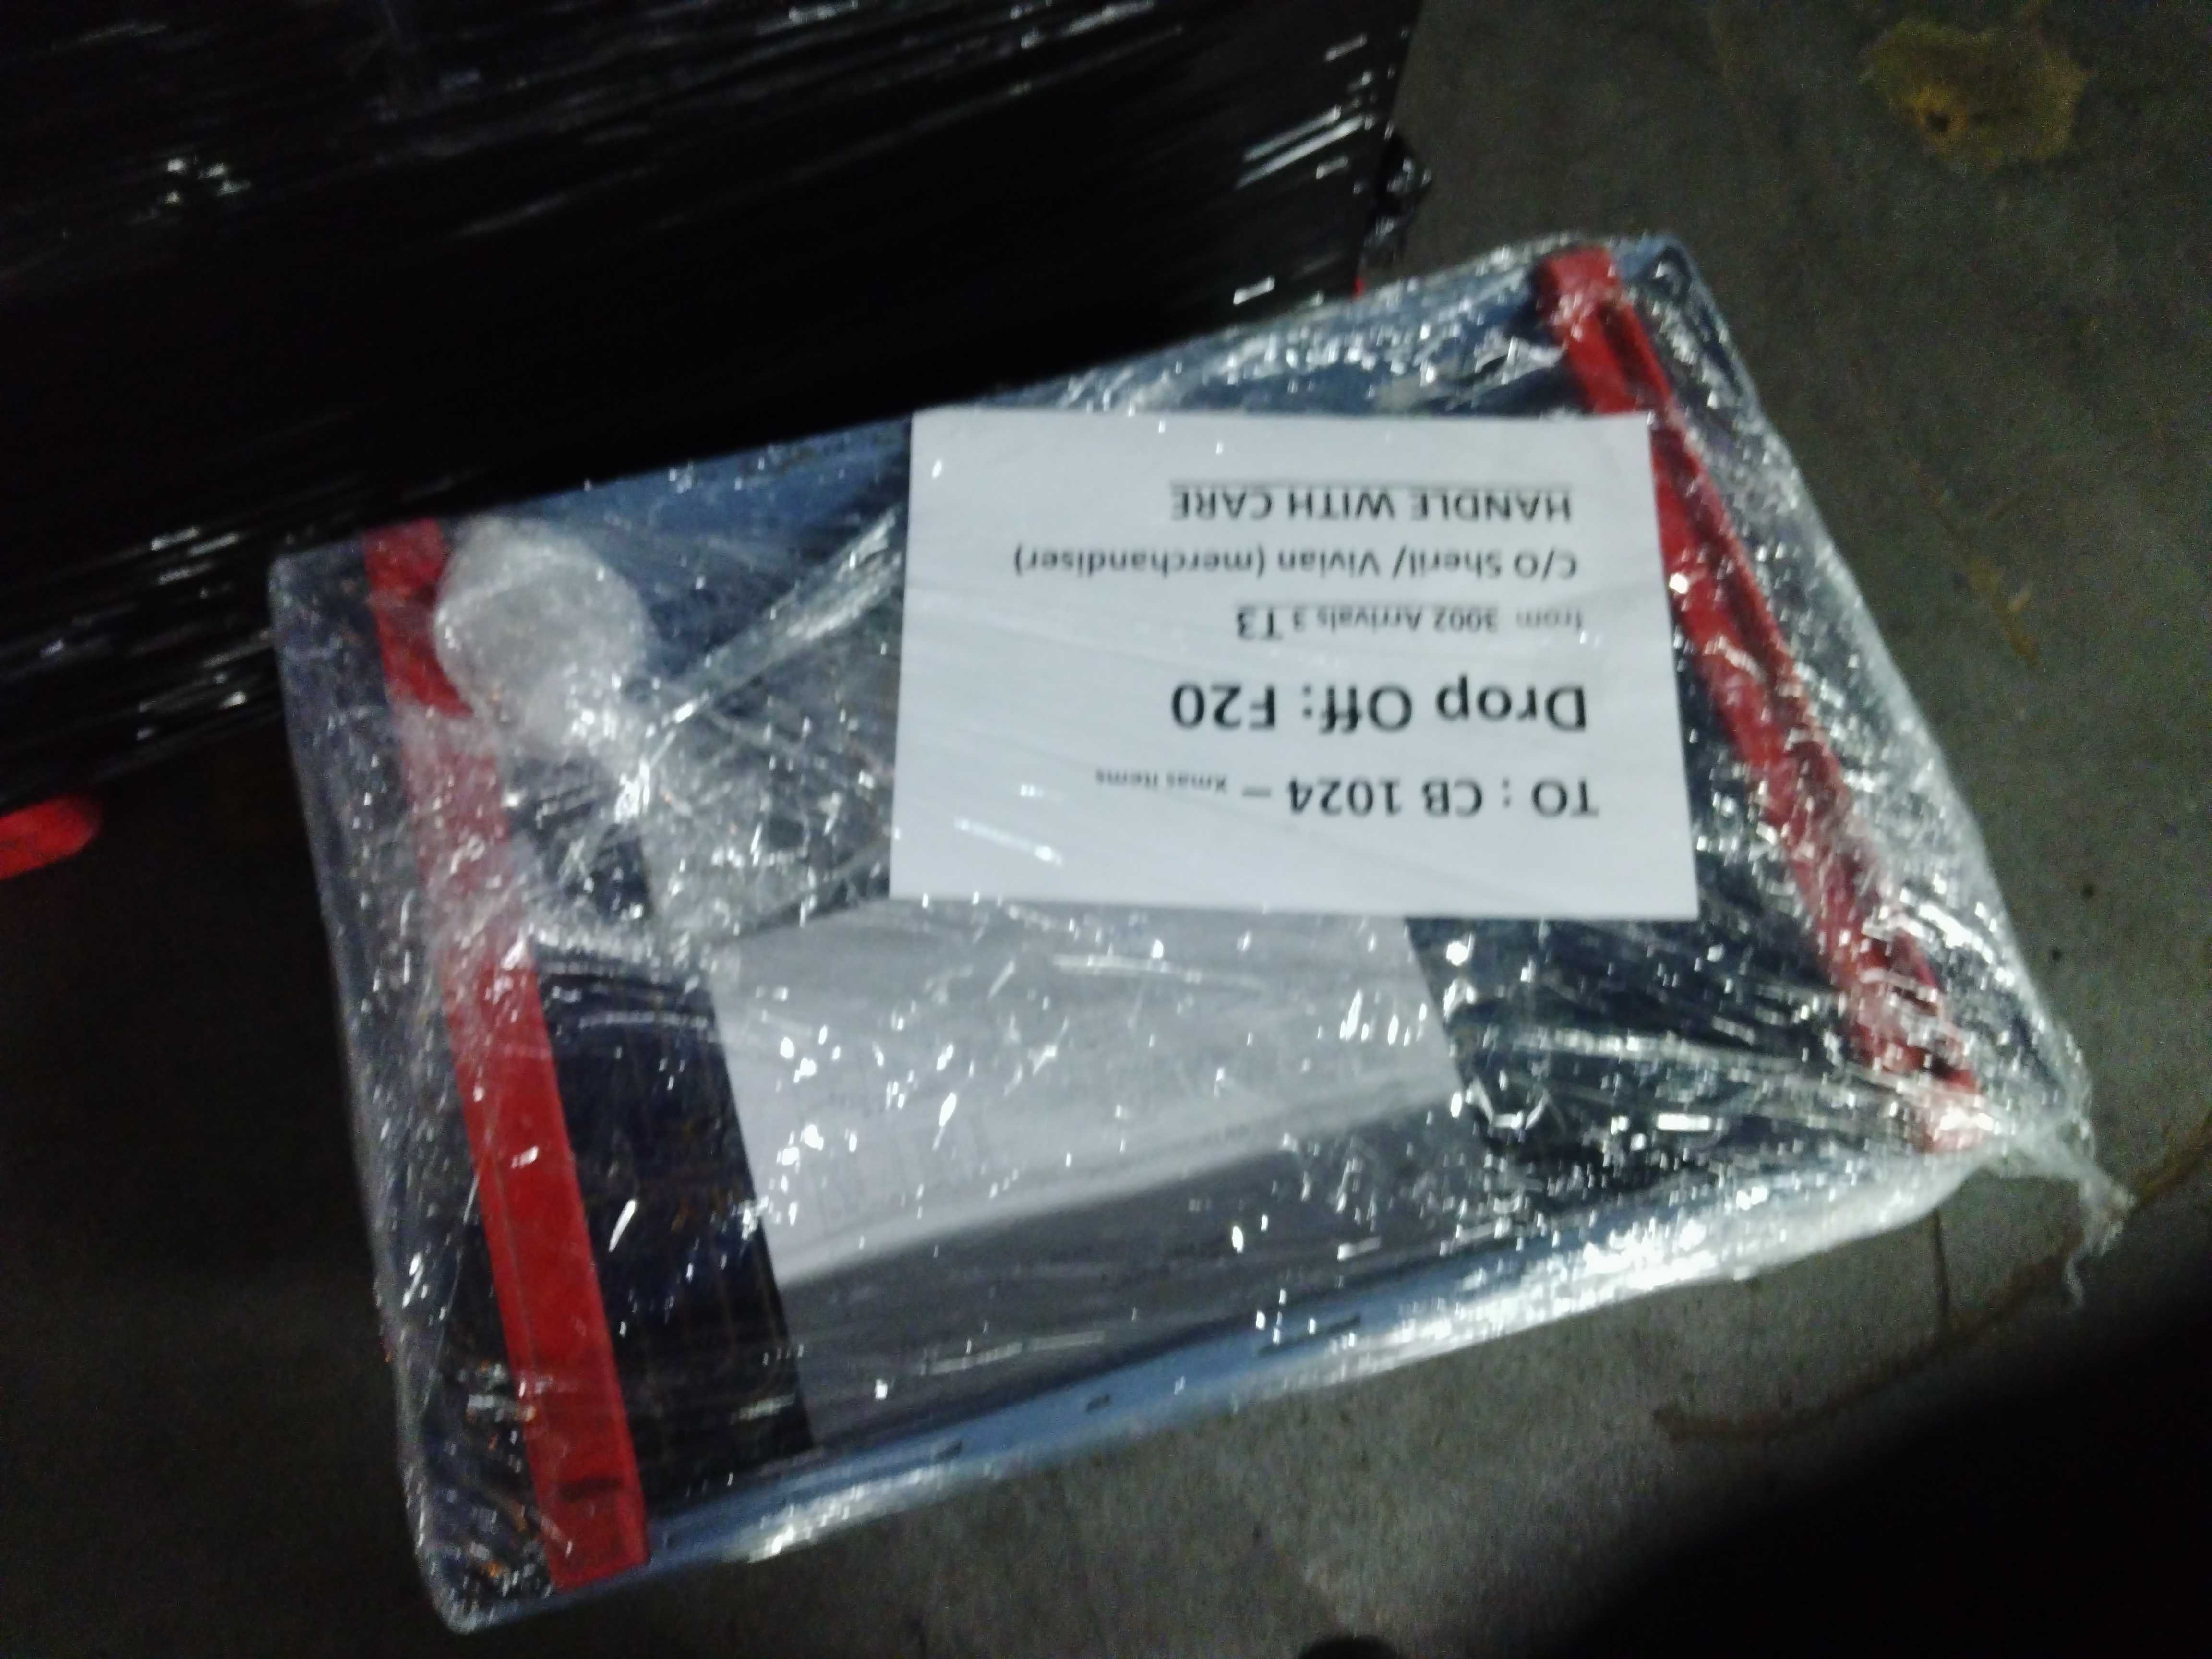 TO : CB 1024 – Xmas items
Drop Off: F20
from 3002 Arrivals 3 T3
C/O Sheril/ Vivian (merchandiser)
HANDLE WITH CARE